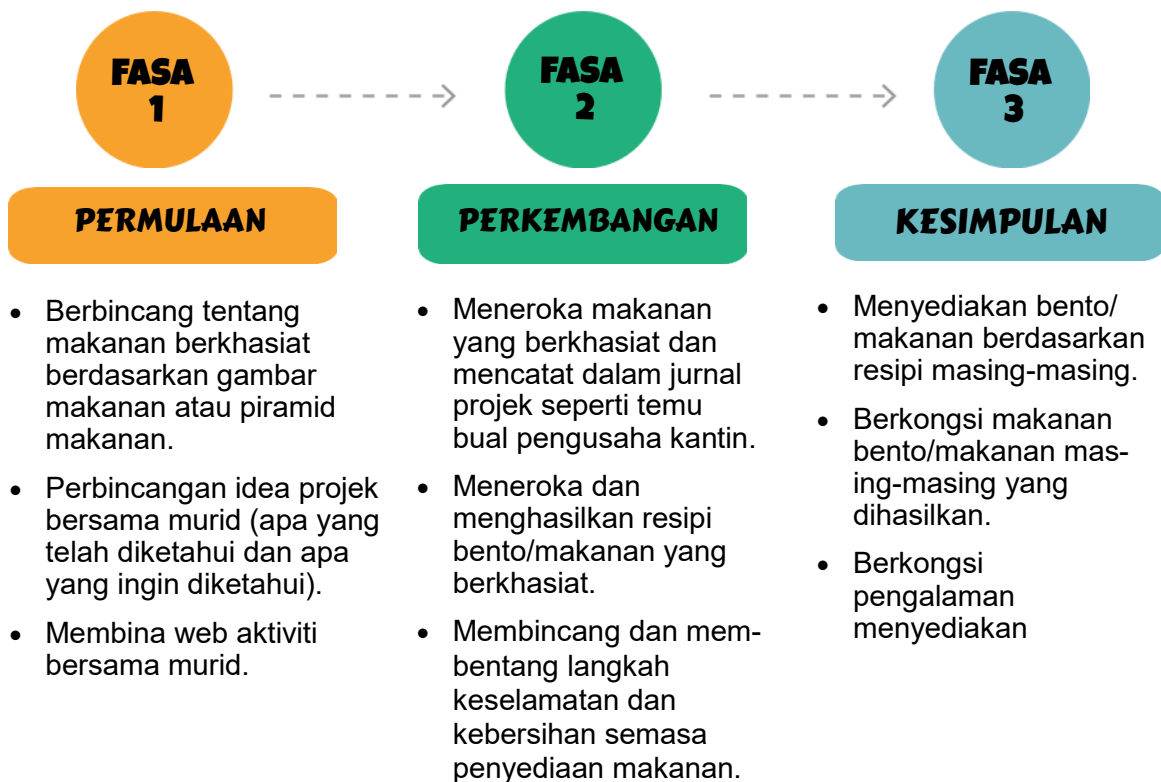 FASA
1
FASA
2
FASA
3
PERMULAAN
• Berbincang tentang
makanan berkhasiat
berdasarkan gambar
makanan atau piramid
makanan.
• Perbincangan idea projek
bersama murid (apa yang
telah diketahui dan apa
yang ingin diketahui).
• Membina web aktiviti
bersama murid.
PERKEMBANGAN
• Meneroka makanan
yang berkhasiat dan
mencatat dalam jurnal
projek seperti temu
bual pengusaha kantin.
• Meneroka dan
menghasilkan resipi
bento/makanan yang
berkhasiat.
• Membincang dan mem-
bentang langkah
keselamatan dan
kebersihan semasa
penyediaan makanan.
KESIMPULAN
• Menyediakan bento/
makanan berdasarkan
resipi masing-masing.
• Berkongsi makanan
bento/makanan mas-
ing-masing yang
dihasilkan.
• Berkongsi
pengalaman
menyediakan